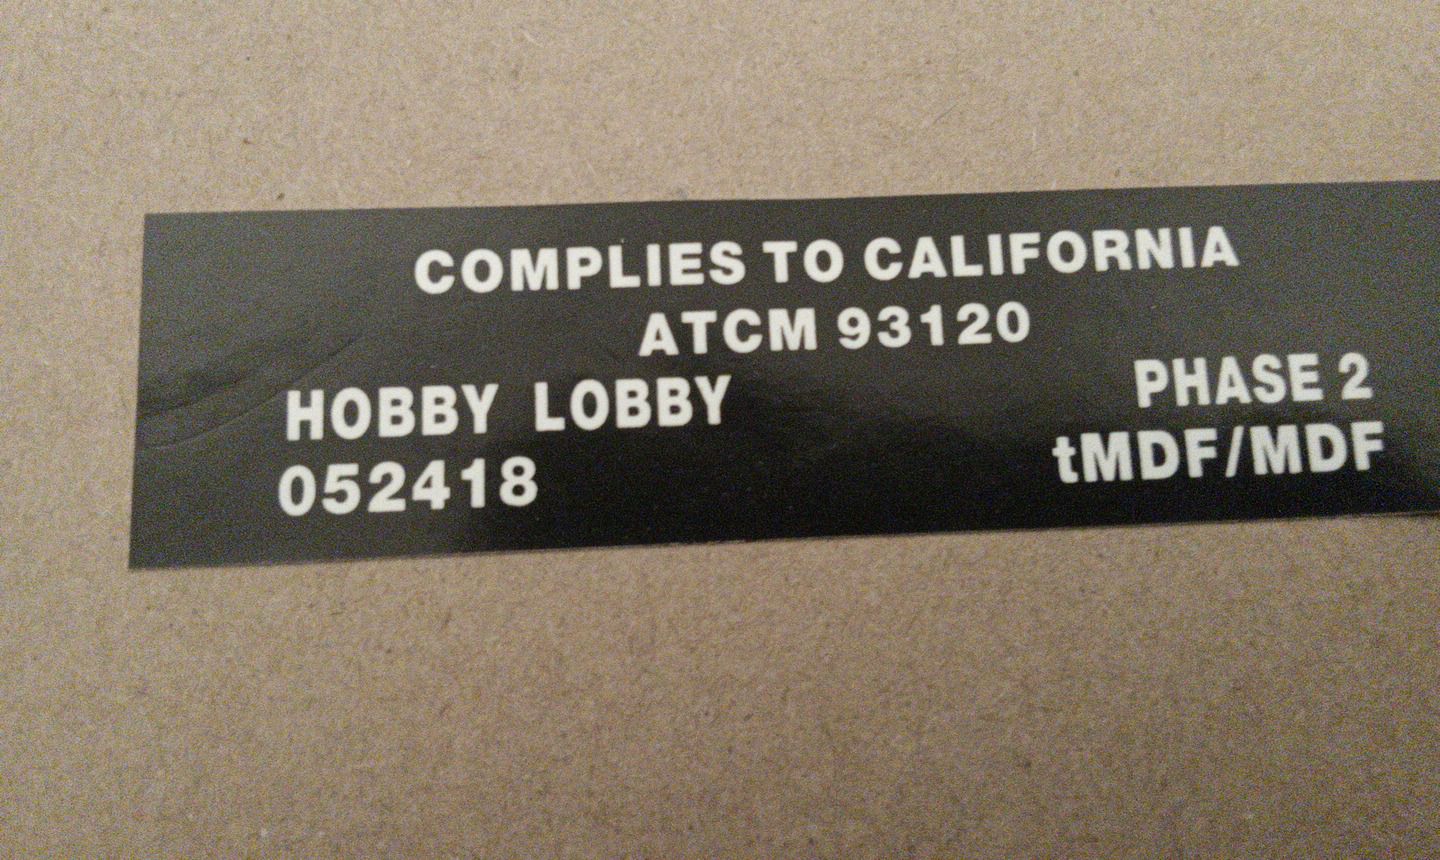 COMPLIES TO CALIFORNIA
ATCM 93120
HOBBY LOBBY PHASE 2
052418 tMDF/MDF